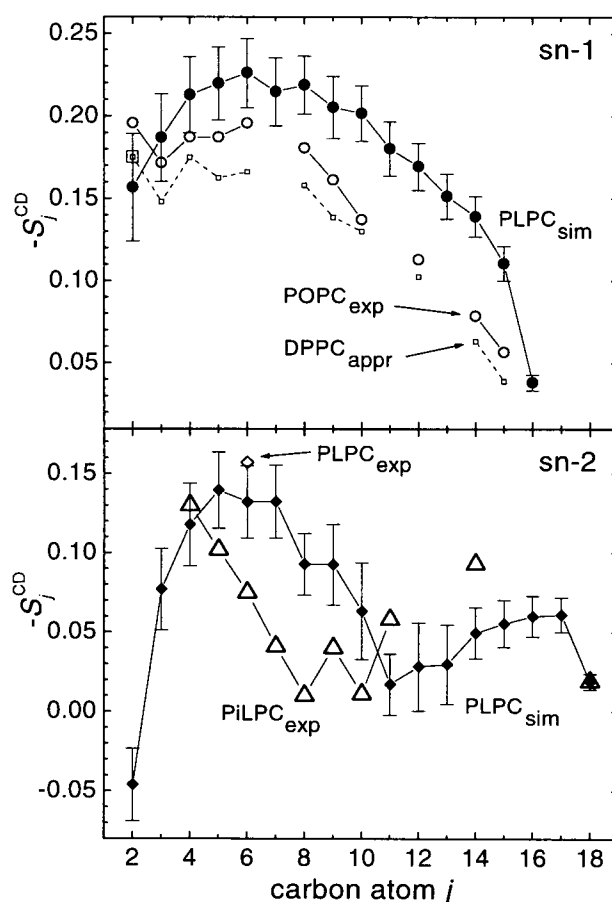 sn-1
0.25
0.20
0.15
0.10
0.05
-S_j^CD
PLPC_sim
POPC_exp
DPPC_appr
sn-2
0.15
0.10
0.05
0.00
-0.05
-S_j^CD
PLPC_exp
PiLPC_exp
PLPC_sim
2 4 6 8 10 12 14 16 18
carbon atom j